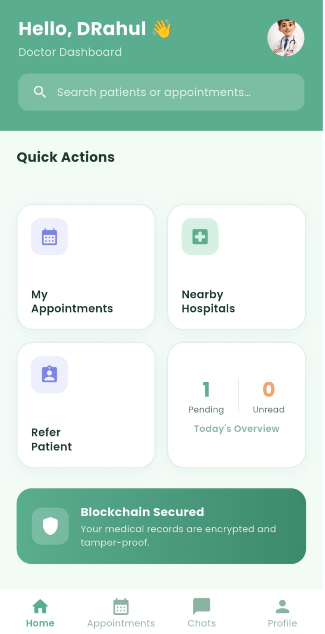 Hello, DRahul 👋
Doctor Dashboard
Search patients or appointments...
Quick Actions
My
Appointments
Nearby
Hospitals
Refer
Patient
1
Pending
0
Unread
Today's Overview
Blockchain Secured
Your medical records are encrypted and
tamper-proof.
Home
Appointments
Chats
Profile